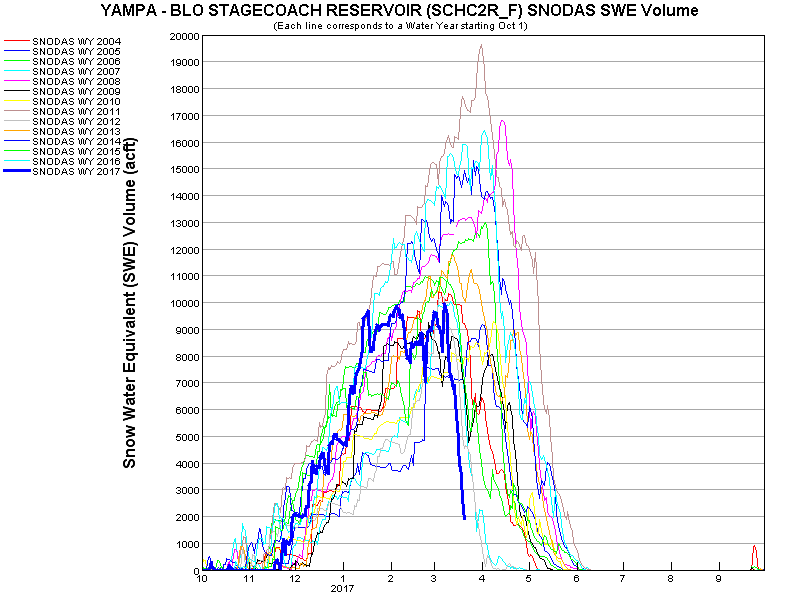 YAMPA - BLO STAGECOACH RESERVOIR (SCHC2R_F) SNODAS SWE Volume
(Each line corresponds to a Water Year starting Oct 1)
SNODAS WY 2004
SNODAS WY 2005
SNODAS WY 2006
SNODAS WY 2007
SNODAS WY 2008
SNODAS WY 2009
SNODAS WY 2010
SNODAS WY 2011
SNODAS WY 2012
SNODAS WY 2013
SNODAS WY 2014
SNODAS WY 2015
SNODAS WY 2016
SNODAS WY 2017
Snow Water Equivalent (SWE) Volume (acft)
20000
19000
18000
17000
16000
15000
14000
13000
12000
11000
10000
9000
8000
7000
6000
5000
4000
3000
2000
1000
0
10 11 12 1 2 3 4 5 6 7 8 9
2017